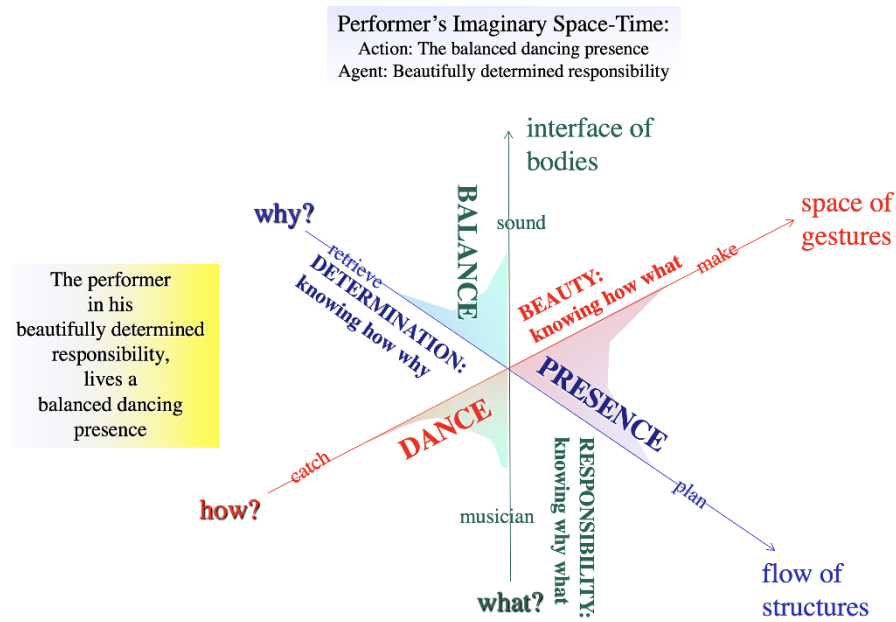 Performer's Imaginary Space-Time:
Action: The balanced dancing presence
Agent: Beautifully determined responsibility
interface of
bodies
why?
BALANCE
sound
space of
gestures
retrieve
make
DETERMINATION:
knowing how why
BEAUTY:
knowing how what
The performer
in his
beautifully determined
responsibility,
lives a
balanced dancing
presence
DANCE
PRESENCE
catch
how?
musician
RESPONSIBILITY:
knowing why what
plan
what?
flow of
structures